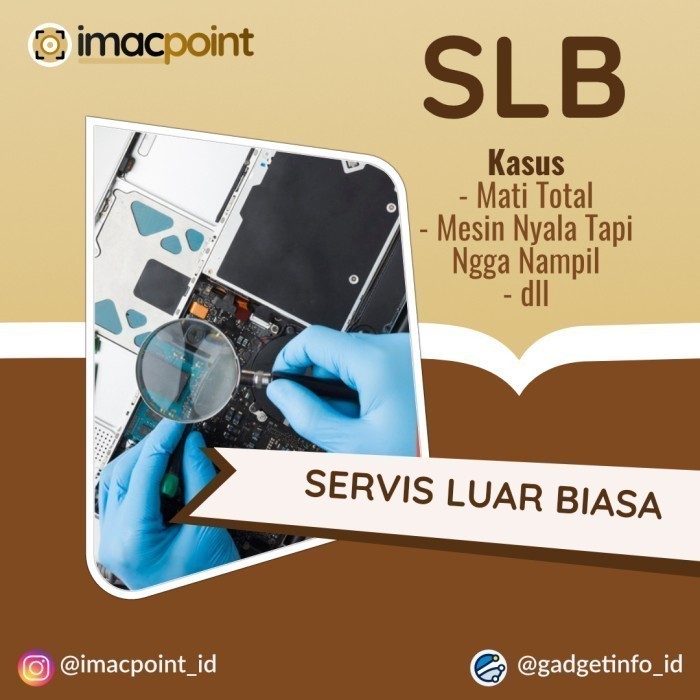 imacpoint
SLB
Kasus
- Mati Total
- Mesin Nyala Tapi
Ngga Nampil
- dll
SERVIS LUAR BIASA
@imacpoint_id
@gadgetinfo_id